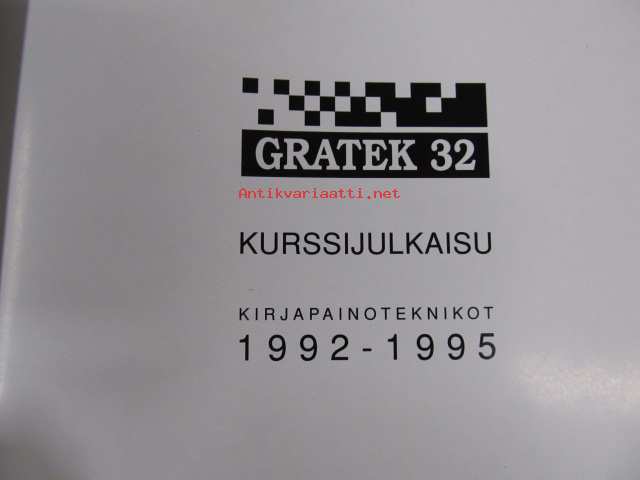 GRATEK 32
Antikvariaatti.net
KURSSIJULKAISU
KIRJAPAINOTEKNIKOT
1992-1995